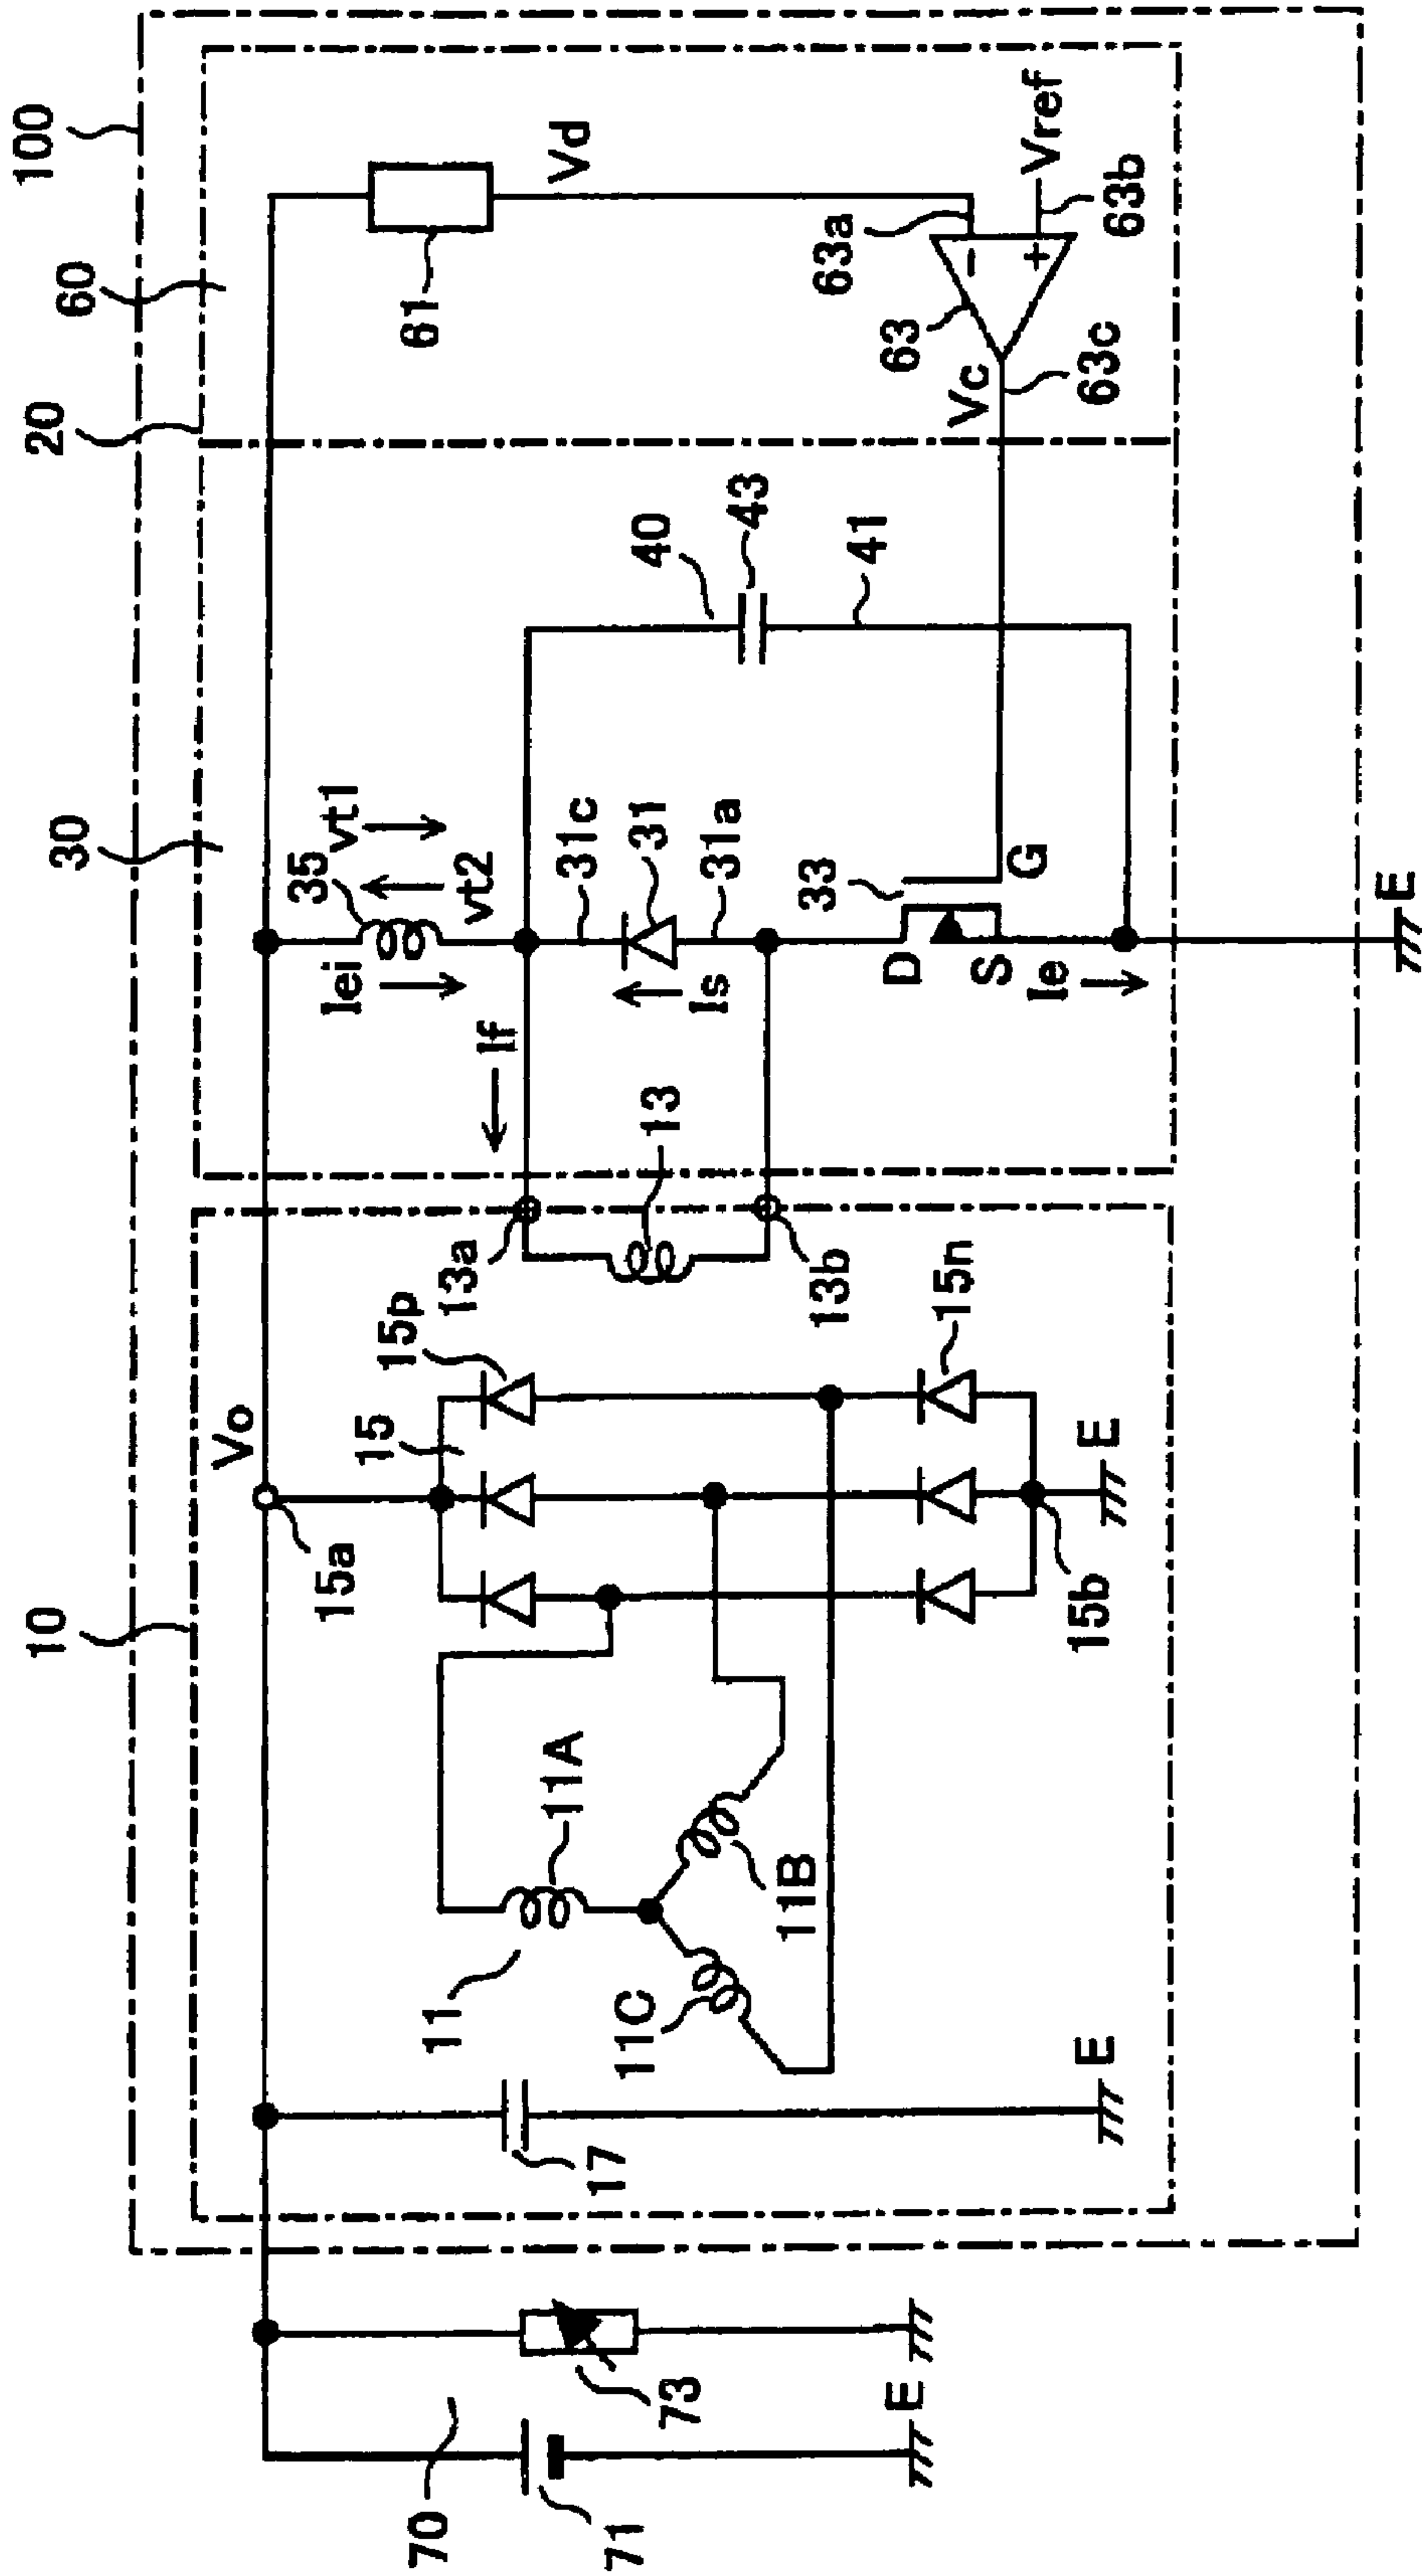 100
60
20
30
10
Vd
61
Vref
63a
63b
63
63c
Vc
40
43
41
vt1
35
vt2
Iei
31c
31
31a
Is
33
G
D
S
Ie
E
If
13
13a
13b
Vo
15a
15p
15
15n
15b
E
11A
11
11B
11C
17
E
73
70
71
E